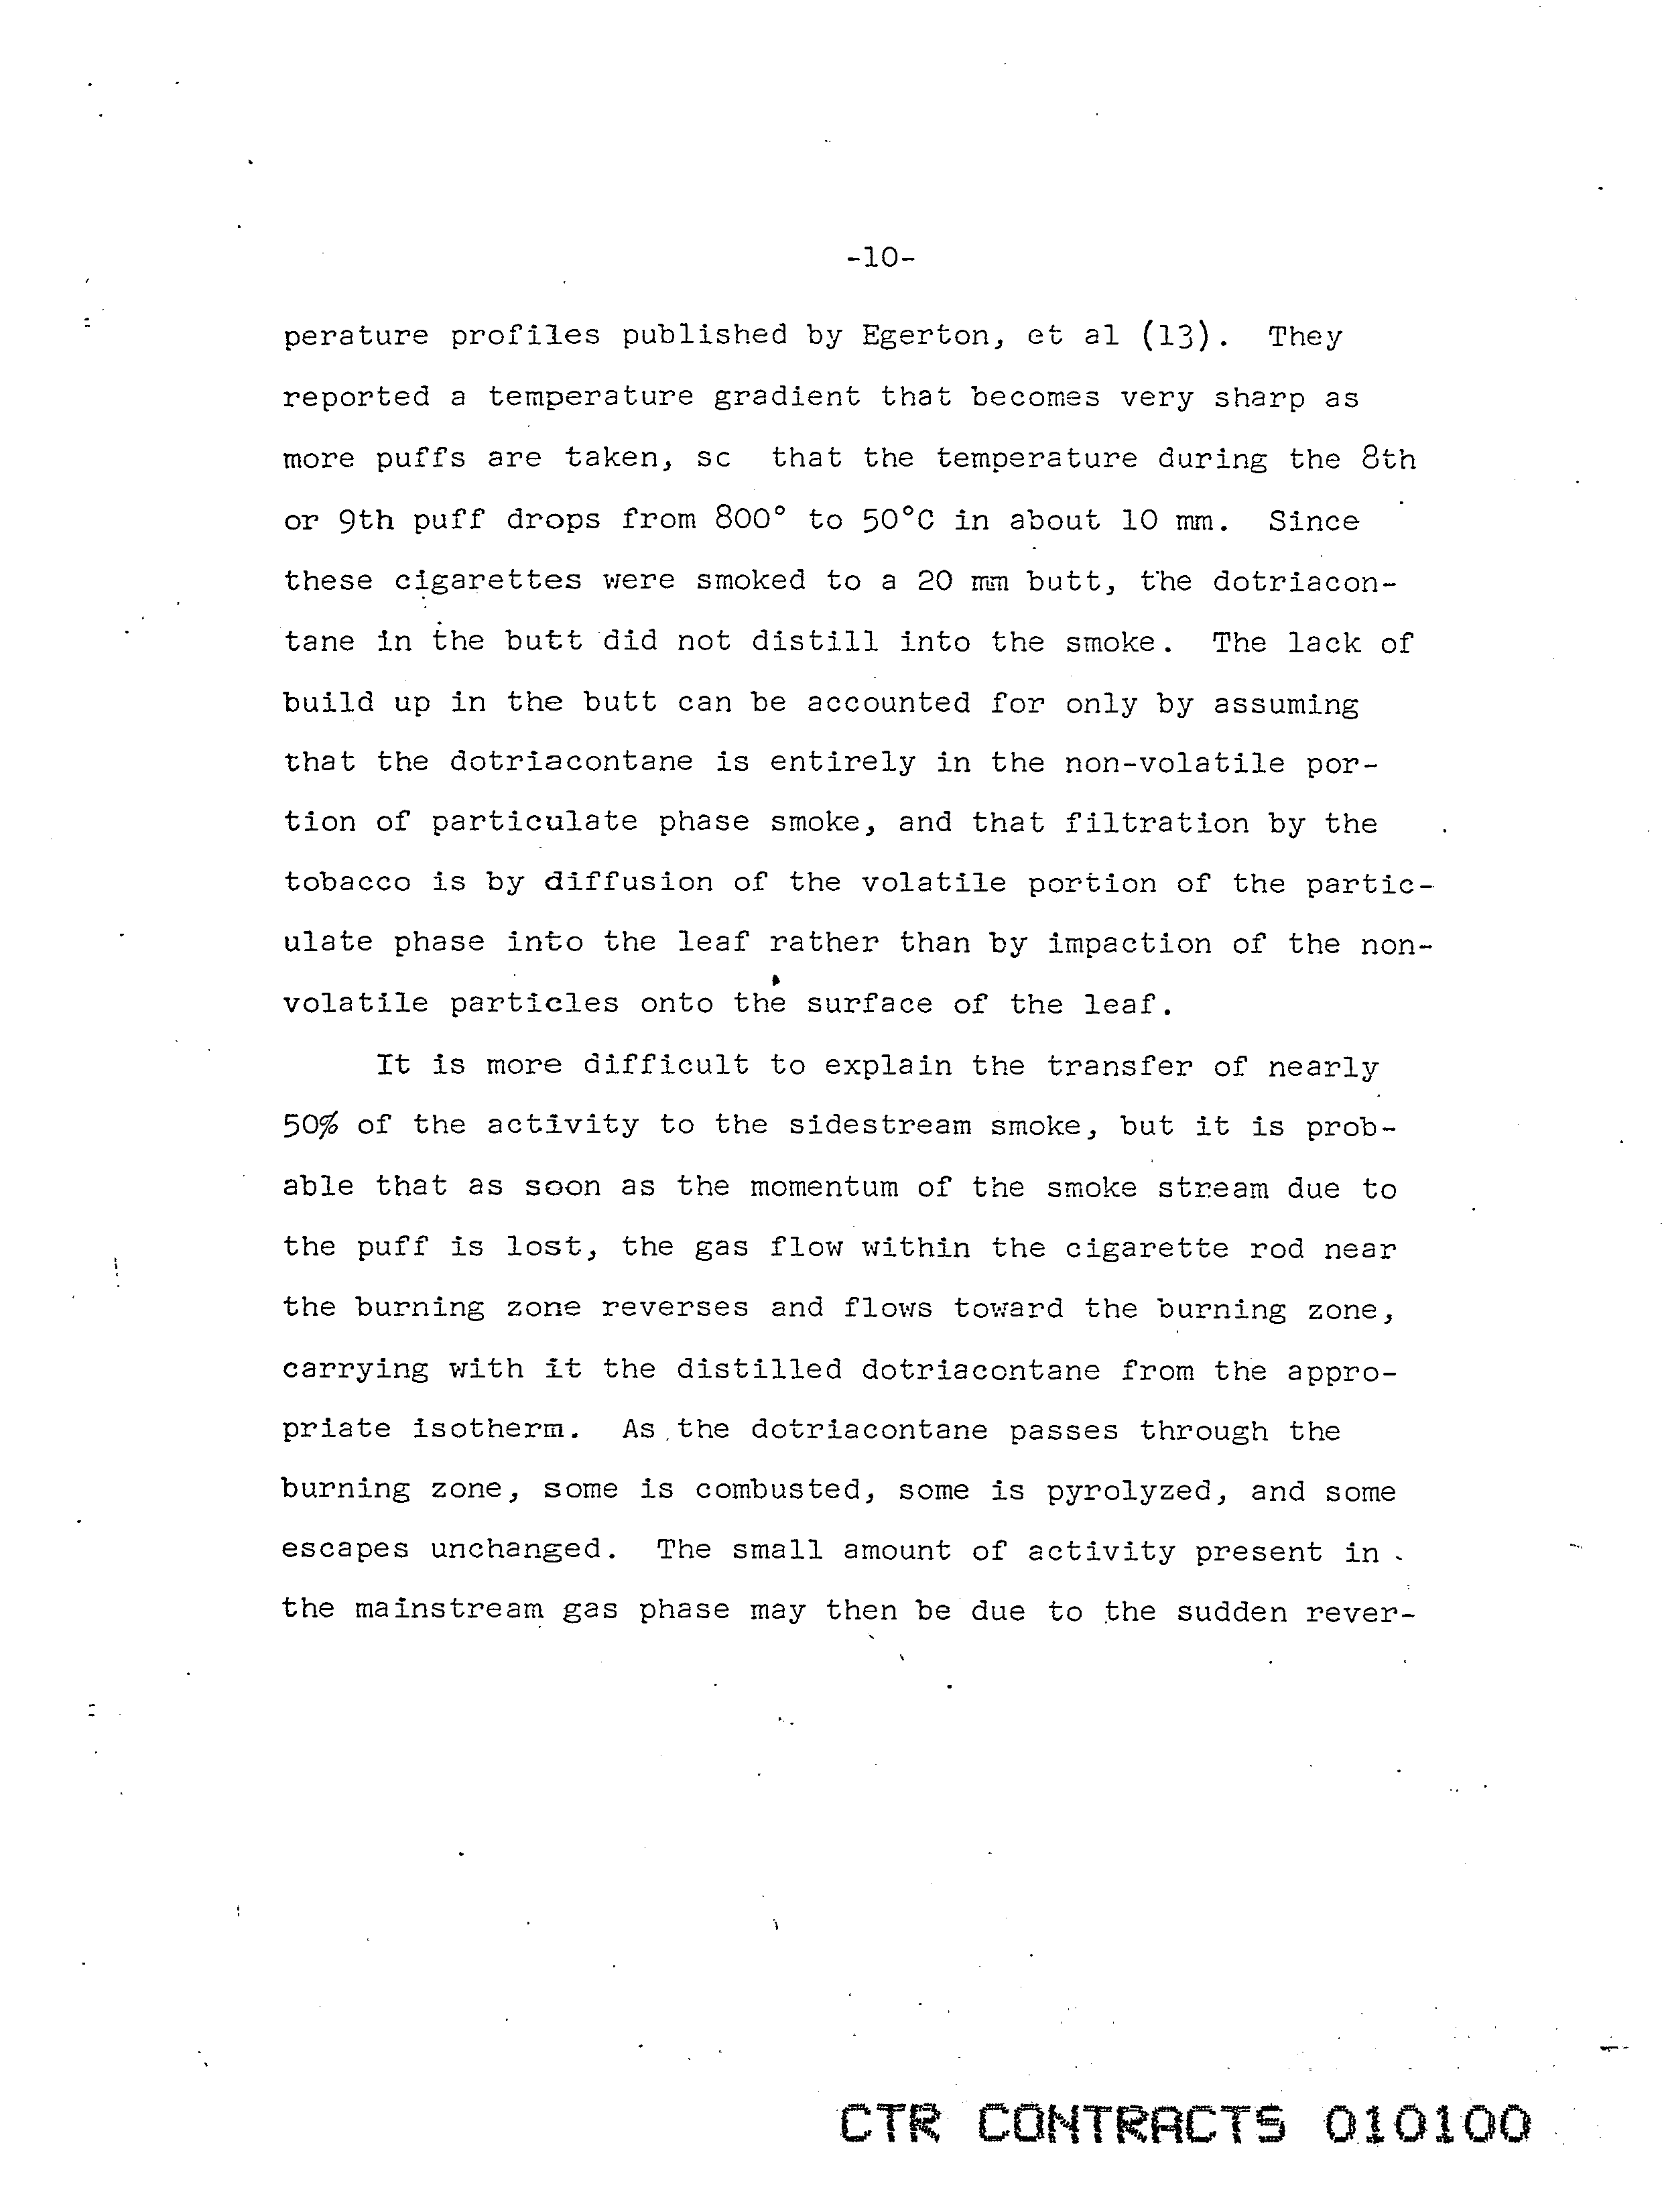 -10-
perature profiles published by Egerton, et al (13). They
reported a temperature gradient that becomes very sharp as
more puffs are taken, sc that the temperature during the 8th
or 9th puff drops from 800° to 50°C in about 10 mm. Since
these cigarettes were smoked to a 20 mm butt, the dotriacon-
tane in the butt did not distill into the smoke. The lack of
build up in the butt can be accounted for only by assuming
that the dotriacontane is entirely in the non-volatile por-
tion of particulate phase smoke, and that filtration by the
tobacco is by diffusion of the volatile portion of the partic-
ulate phase into the leaf rather than by impaction of the non-
volatile particles onto the surface of the leaf.
It is more difficult to explain the transfer of nearly
50% of the activity to the sidestream smoke, but it is prob-
able that as soon as the momentum of the smoke stream due to
the puff is lost, the gas flow within the cigarette rod near
the burning zone reverses and flows toward the burning zone,
carrying with it the distilled dotriacontane from the appro-
priate isotherm. As the dotriacontane passes through the
burning zone, some is combusted, some is pyrolyzed, and some
escapes unchanged. The small amount of activity present in
the mainstream gas phase may then be due to the sudden rever-
CTR CONTRACTS 010100